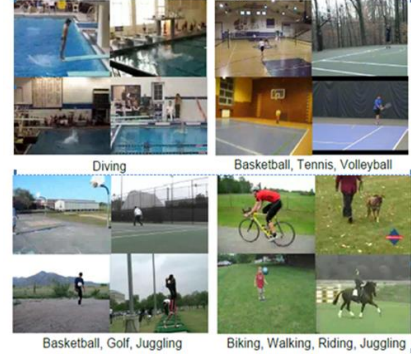 Diving
Basketball, Tennis, Volleyball
Basketball, Golf, Juggling
Biking, Walking, Riding, Juggling